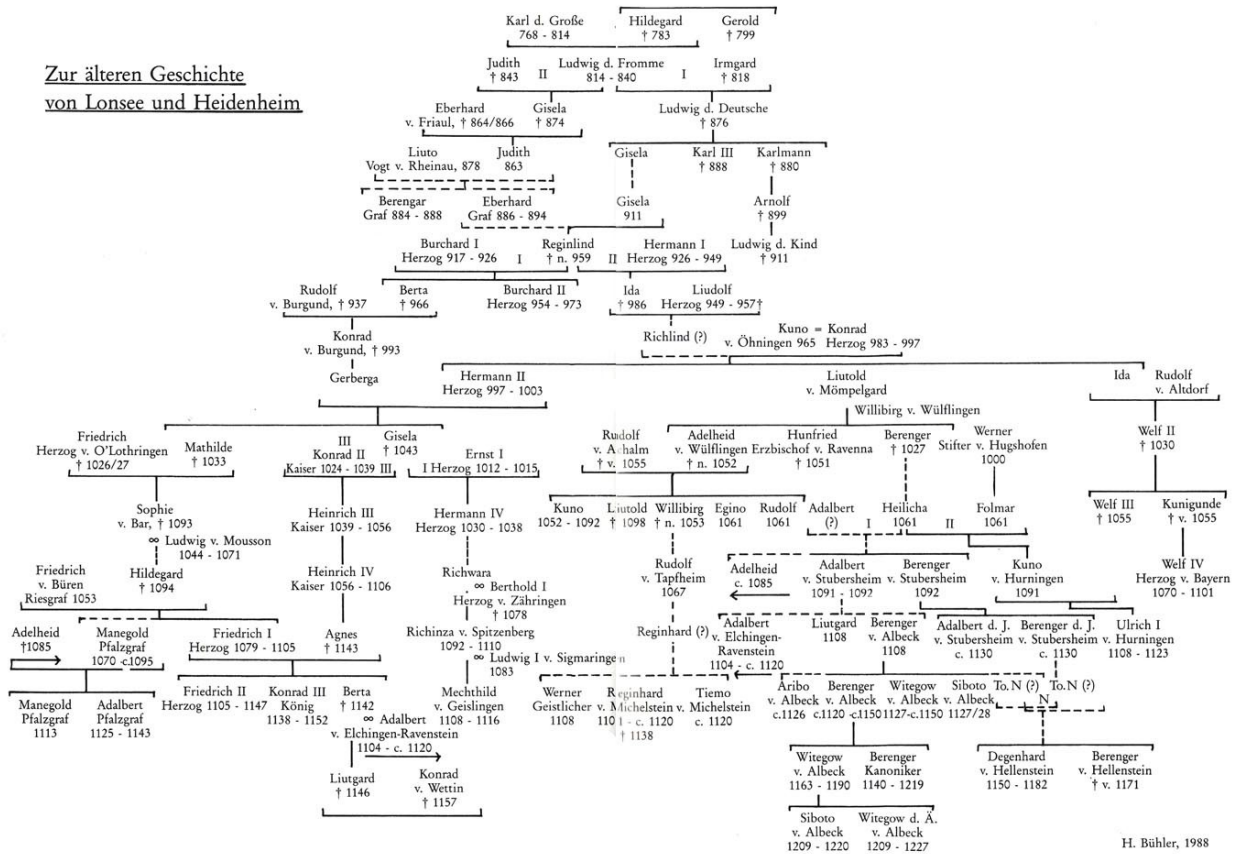 Zur älteren Geschichte
von Lonsee und Heidenheim
Karl d. Große Hildegard Gerold
768 - 814 † 783 † 799
Judith Ludwig d. Fromme Irmgard
† 843 II 814 - 840 I † 818
Eberhard Gisela Ludwig d. Deutsche
v. Friaul, † 864/866 † 874 † 876
Liuto Judith Gisela Karl III Karlmann
Vogt v. Rheinau, 878 863 † 888 † 880
Berengar Eberhard Gisela Arnolf
Graf 884 - 888 Graf 886 - 894 911 † 899
Burchard I Reginlind Hermann I Ludwig d. Kind
Herzog 917 - 926 I † n. 959 II Herzog 926 - 949 † 911
Rudolf Berta Burchard II Ida Liudolf
v. Burgund, † 937 † 966 Herzog 954 - 973 † 986 Herzog 949 - 957†
Konrad Richlind (?) Kuno = Konrad
v. Burgund, † 993 v. Öhningen 965 Herzog 983 - 997
Gerberga Hermann II Liutold Ida Rudolf
Herzog 997 - 1003 v. Mömpelgard v. Altdorf
Willibirg v. Wülflingen
Friedrich Mathilde III Gisela Ernst I Rudolf Adelheid Hunfried Berenger Werner Welf II
Herzog v. O'Lothringen † 1033 Konrad II † 1043 I Herzog 1012 - 1015 v. Achalm v. Wülflingen Erzbischof v. Ravenna † 1027 Stifter v. Hugshofen † 1030
† 1026/27 Kaiser 1024 - 1039 III † v. 1055 † n. 1052 † 1051 1000
Sophie Heinrich III Hermann IV Kuno Liutold Willibirg Egino Rudolf Adalbert Heilicha Folmar Welf III Kunigunde
v. Bar, † 1093 Kaiser 1039 - 1056 Herzog 1030 - 1038 1052 - 1092 † 1098 † n. 1053 1061 1061 (?) 1061 1061 † 1055 † v. 1055
I II
∞ Ludwig v. Mousson
1044 - 1071
Friedrich Hildegard Heinrich IV Richwara Rudolf Adelheid Adalbert Berenger Kuno Welf IV
v. Büren † 1094 Kaiser 1056 - 1106 ∞ Berthold I v. Tapfheim c. 1085 v. Stubersheim v. Stubersheim v. Hurningen Herzog v. Bayern
Riesgraf 1053 Herzog v. Zähringen 1067 1091 - 1092 1092 1091 1070 - 1101
† 1078
Adelheid Manegold Friedrich I Agnes Richinza v. Spitzenberg Reginhard (?) Adalbert Liutgard Berenger Adalbert d. J. Berenger d. J. Ulrich I
†1085 Pfalzgraf Herzog 1079 - 1105 † 1143 1092 - 1110 v. Elchingen- 1108 v. Albeck v. Stubersheim v. Stubersheim v. Hurningen
1070 -c.1095 ∞ Ludwig I v. Sigmaringen Ravenstein 1108 c. 1130 c. 1130 1108 - 1123
1083 1104 - c. 1120
Manegold Adalbert Friedrich II Konrad III Berta Mechthild Werner Reginhard Tiemo Aribo Berenger Witegow Siboto To.N (?) To.N (?)
Pfalzgraf Pfalzgraf Herzog 1105 - 1147 König † 1142 v. Geislingen Geistlicher v. Michelstein v. Michelstein v. Albeck v. Albeck v. Albeck v. Albeck N
1113 1125 - 1143 1138 - 1152 1108 - 1116 1108 1101 - c. 1120 c. 1120 c.1126 c.1120 -c.1150 1127-c.1150 1127/28
† 1138
∞ Adalbert
v. Elchingen-Ravenstein
1104 - c. 1120
Liutgard Konrad Witegow Berenger Degenhard Berenger
† 1146 v. Wettin v. Albeck Kanoniker v. Hellenstein v. Hellenstein
† 1157 1163 - 1190 1140 - 1219 1150 - 1182 † v. 1171
Siboto Witegow d. Ä.
v. Albeck v. Albeck
1209 - 1220 1209 - 1227
H. Bühler, 1988